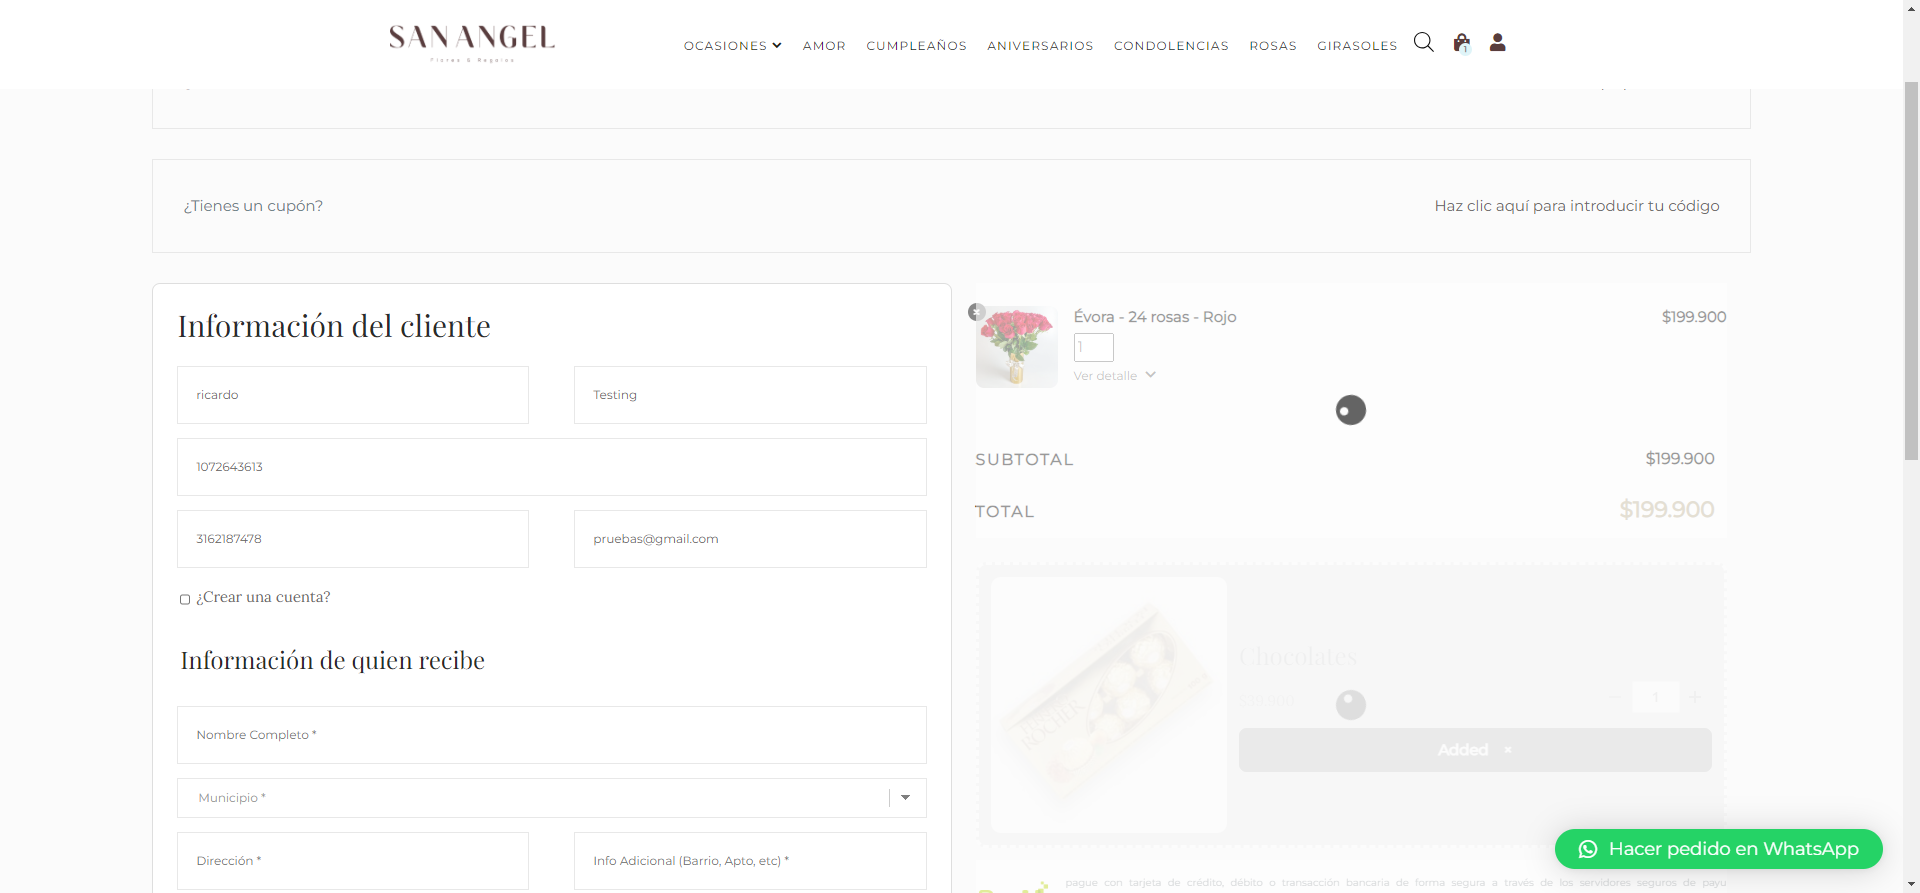 SAN ANGEL
Flores & Regalos
OCASIONES AMOR CUMPLEAÑOS ANIVERSARIOS CONDOLENCIAS ROSAS GIRASOLES
1
¿Tienes un cupón?
Haz clic aquí para introducir tu código
Información del cliente
ricardo
Testing
1072643613
3162187478
pruebas@gmail.com
¿Crear una cuenta?
Información de quien recibe
Nombre Completo *
Municipio *
Dirección *
Info Adicional (Barrio, Apto, etc) *
Évora - 24 rosas - Rojo
$199.900
1
Ver detalle
SUBTOTAL
$199.900
TOTAL
$199.900
Chocolates
− 1 +
ROCHER
Added ×
Hacer pedido en WhatsApp
pague con tarjeta de crédito, débito o transacción bancaria de forma segura a través de los servidores seguros de payu